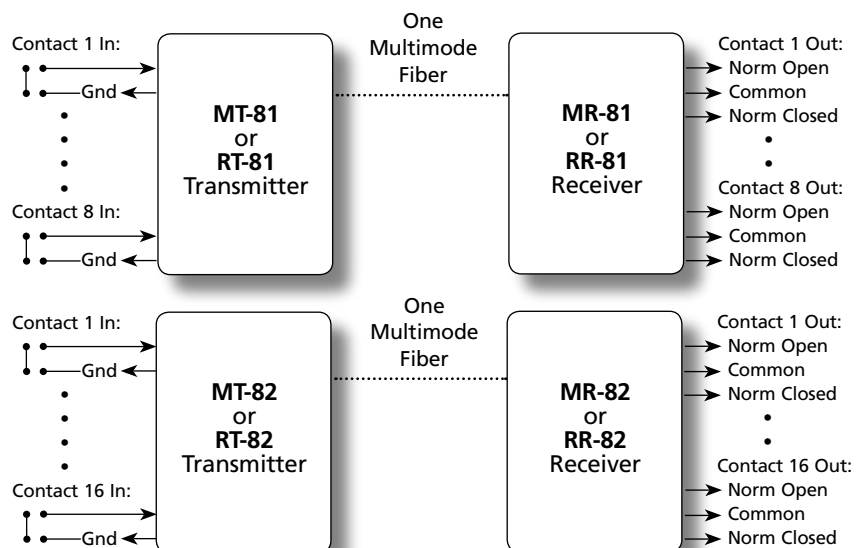 One
Multimode
Fiber
Contact 1 In:
Gnd
Contact 8 In:
Gnd
MT-81
or
RT-81
Transmitter
MR-81
or
RR-81
Receiver
Contact 1 Out:
Norm Open
Common
Norm Closed
Contact 8 Out:
Norm Open
Common
Norm Closed
One
Multimode
Fiber
Contact 1 In:
Gnd
Contact 16 In:
Gnd
MT-82
or
RT-82
Transmitter
MR-82
or
RR-82
Receiver
Contact 1 Out:
Norm Open
Common
Norm Closed
Contact 16 Out:
Norm Open
Common
Norm Closed